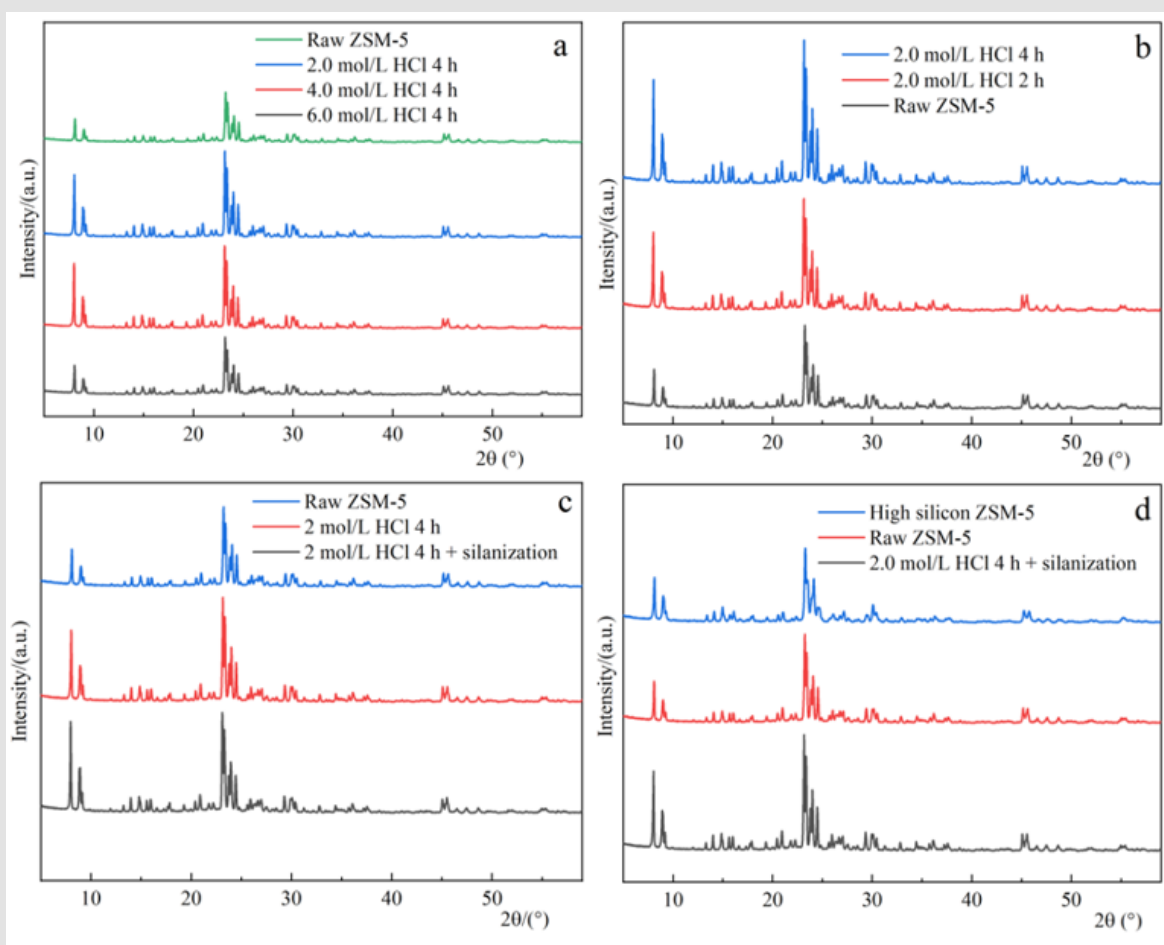 a
Raw ZSM-5
2.0 mol/L HCl 4 h
4.0 mol/L HCl 4 h
6.0 mol/L HCl 4 h
Intensity/(a.u.)
10 20 30 40 50
2θ (°)
b
2.0 mol/L HCl 4 h
2.0 mol/L HCl 2 h
Raw ZSM-5
Itensity/(a.u.)
10 20 30 40 50
2θ (°)
c
Raw ZSM-5
2 mol/L HCl 4 h
2 mol/L HCl 4 h + silanization
Intensity/(a.u.)
10 20 30 40 50
2θ/(°)
d
High silicon ZSM-5
Raw ZSM-5
2.0 mol/L HCl 4 h + silanization
Intensity/(a.u.)
10 20 30 40 50
2θ (°)